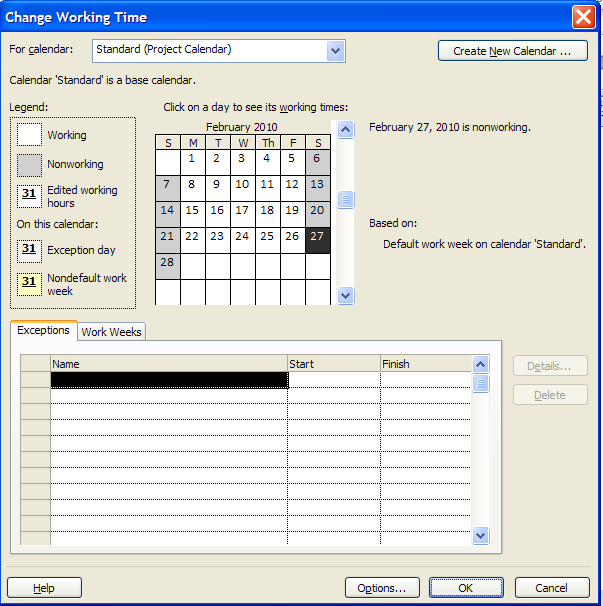 Change Working Time
For calendar: Standard (Project Calendar) Create New Calendar ...
Calendar 'Standard' is a base calendar.
Legend: Click on a day to see its working times:
February 2010 February 27, 2010 is nonworking.
S M T W Th F S
Working
1 2 3 4 5 6
Nonworking
7 8 9 10 11 12 13
31 Edited working
hours
14 15 16 17 18 19 20
On this calendar: Based on:
21 22 23 24 25 26 27
31 Exception day Default work week on calendar 'Standard'.
28
31 Nondefault work
week
Exceptions Work Weeks
Name Start Finish
Details...
Delete
Help Options... OK Cancel